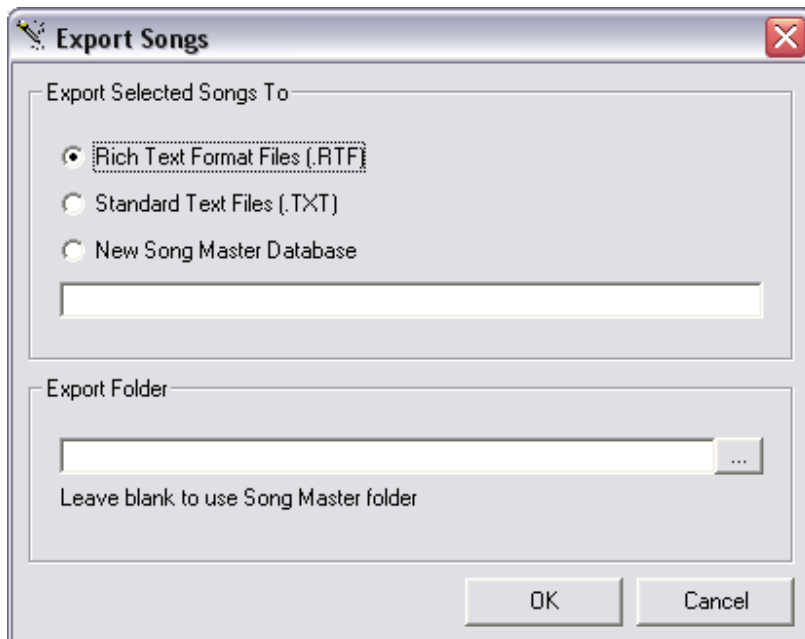 Export Songs
Export Selected Songs To
Rich Text Format Files (.RTF)
Standard Text Files (.TXT)
New Song Master Database
Export Folder
...
Leave blank to use Song Master folder
OK
Cancel